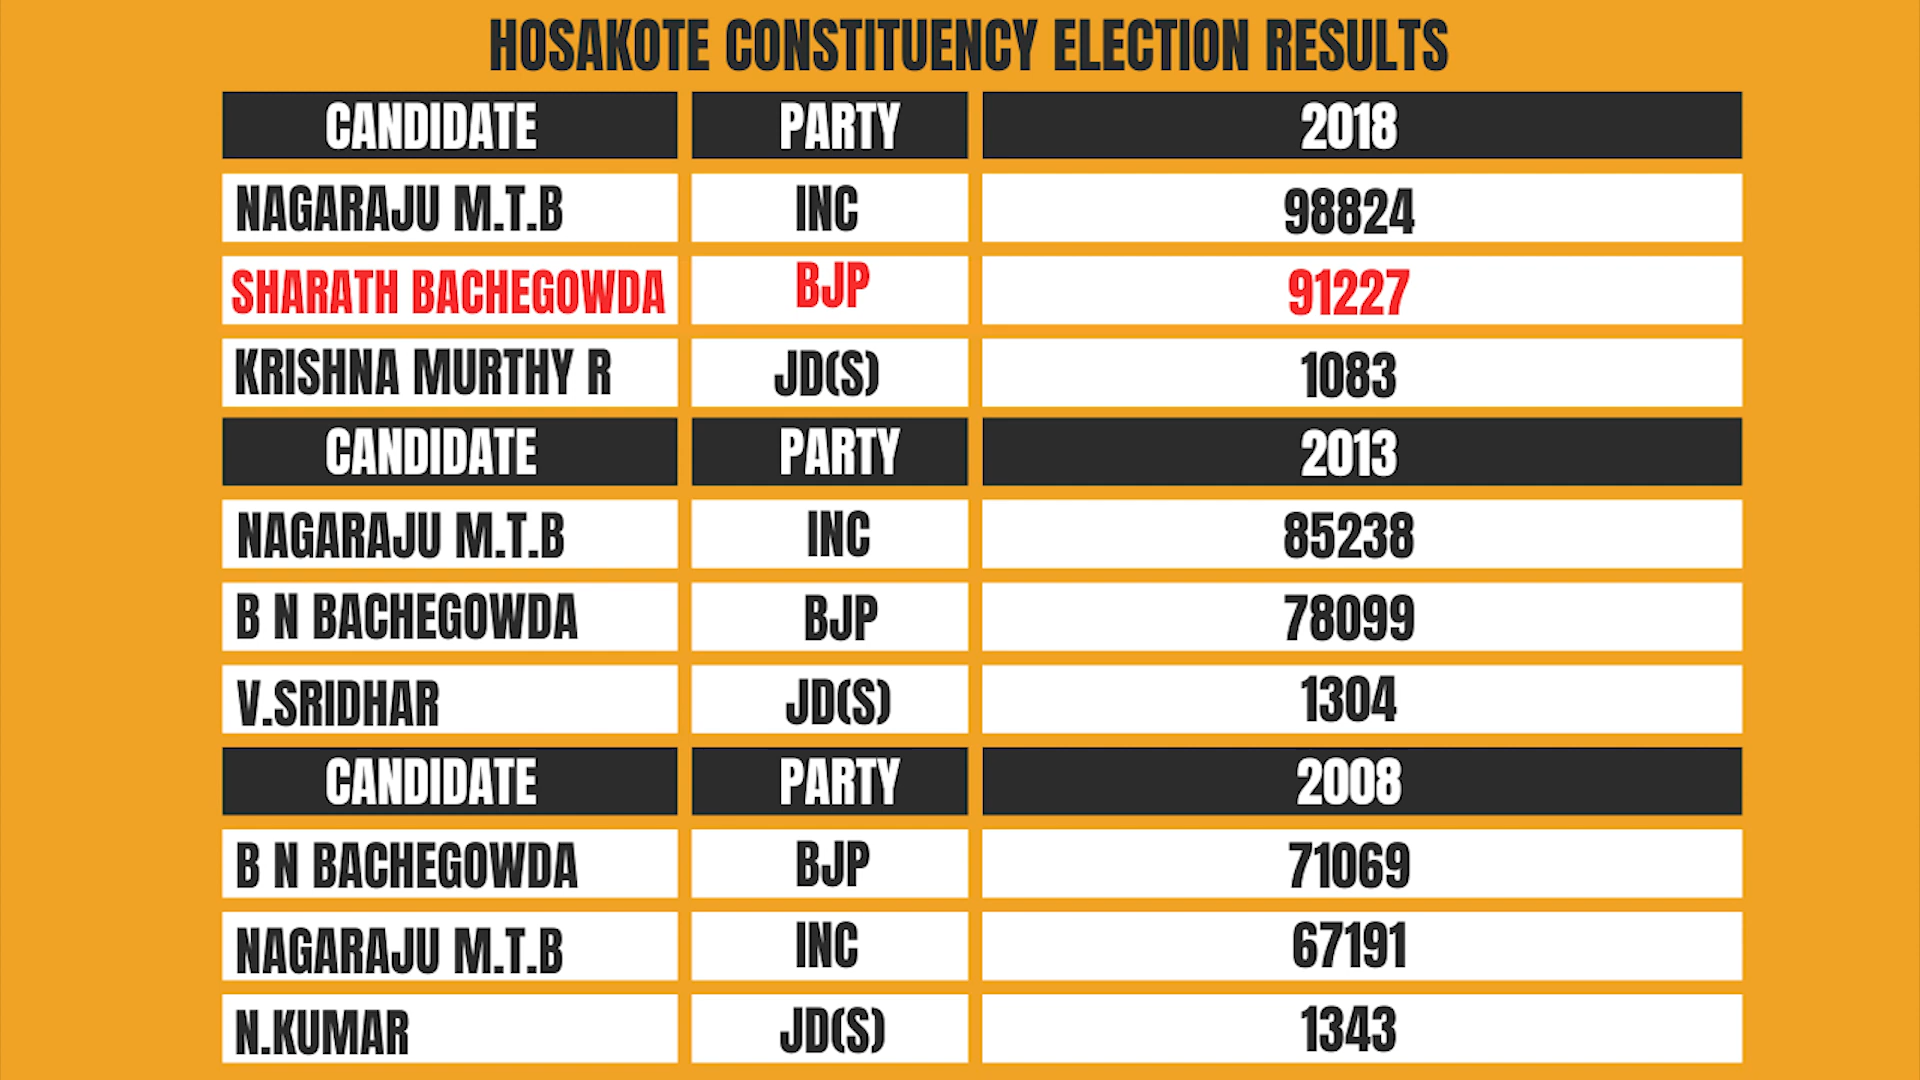 HOSAKOTE CONSTITUENCY ELECTION RESULTS
CANDIDATE PARTY 2018
NAGARAJU M.T.B INC 98824
SHARATH BACHEGOWDA BJP 91227
KRISHNA MURTHY R JD(S) 1083
CANDIDATE PARTY 2013
NAGARAJU M.T.B INC 85238
B N BACHEGOWDA BJP 78099
V.SRIDHAR JD(S) 1304
CANDIDATE PARTY 2008
B N BACHEGOWDA BJP 71069
NAGARAJU M.T.B INC 67191
N.KUMAR JD(S) 1343